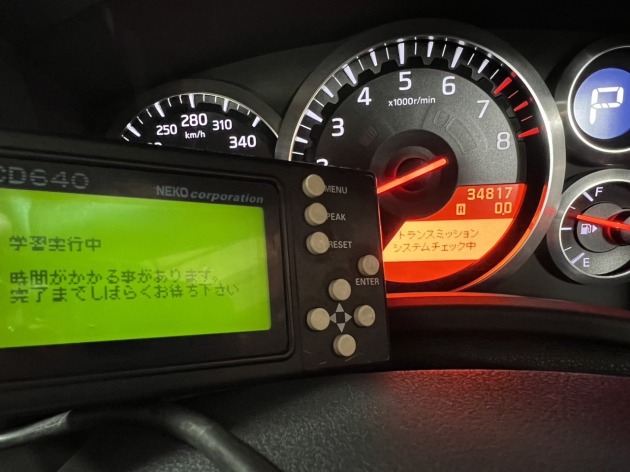 CD640
NEKO corporation
学習実行中
時間がかかる事があります。
完了までしばらくお待ち下さい
MENU
PEAK
RESET
ENTER
250
280
310
340
km/h
3
4
5
6
7
8
x1000r/min
34817
A 0.0
トランスミッション
システムチェック中
P
F
E